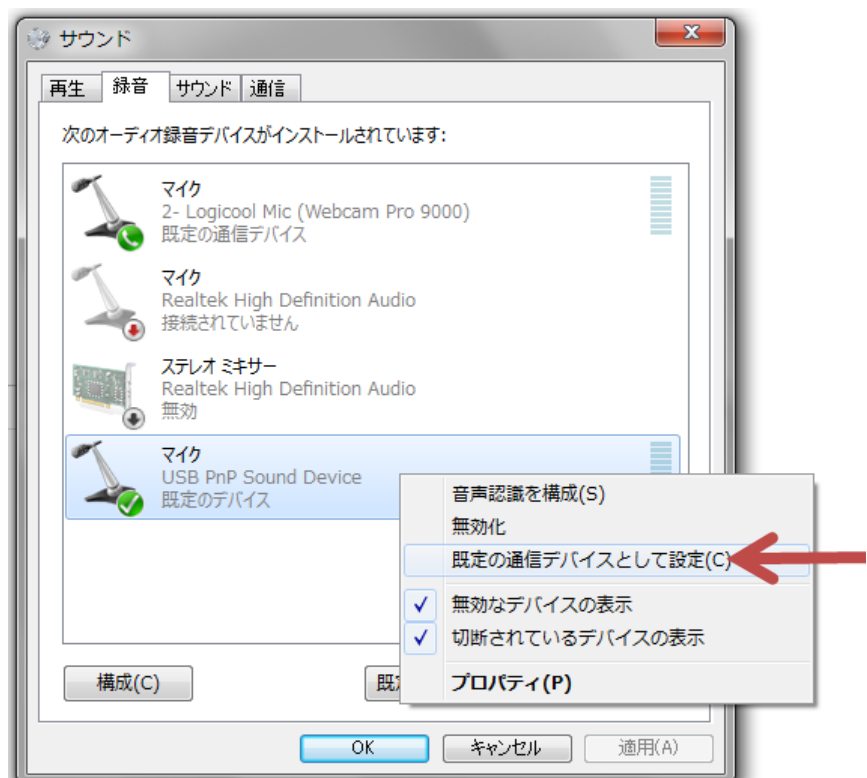 サウンド
再生
録音
サウンド
通信
次のオーディオ録音デバイスがインストールされています:
マイク
2- Logicool Mic (Webcam Pro 9000)
既定の通信デバイス
マイク
Realtek High Definition Audio
接続されていません
ステレオ ミキサー
Realtek High Definition Audio
無効
マイク
USB PnP Sound Device
既定のデバイス
音声認識を構成(S)
無効化
既定の通信デバイスとして設定(C)
無効なデバイスの表示
切断されているデバイスの表示
プロパティ(P)
構成(C)
OK
キャンセル
適用(A)